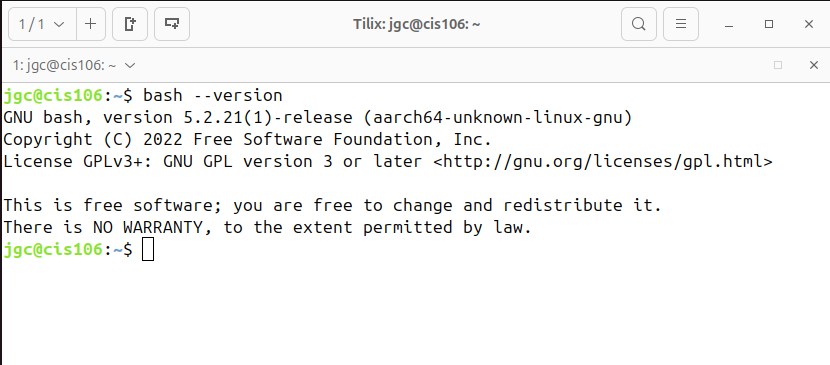 1 / 1
Tilix: jgc@cis106: ~
1: jgc@cis106: ~
jgc@cis106:~$ bash --version
GNU bash, version 5.2.21(1)-release (aarch64-unknown-linux-gnu)
Copyright (C) 2022 Free Software Foundation, Inc.
License GPLv3+: GNU GPL version 3 or later <http://gnu.org/licenses/gpl.html>
This is free software; you are free to change and redistribute it.
There is NO WARRANTY, to the extent permitted by law.
jgc@cis106:~$